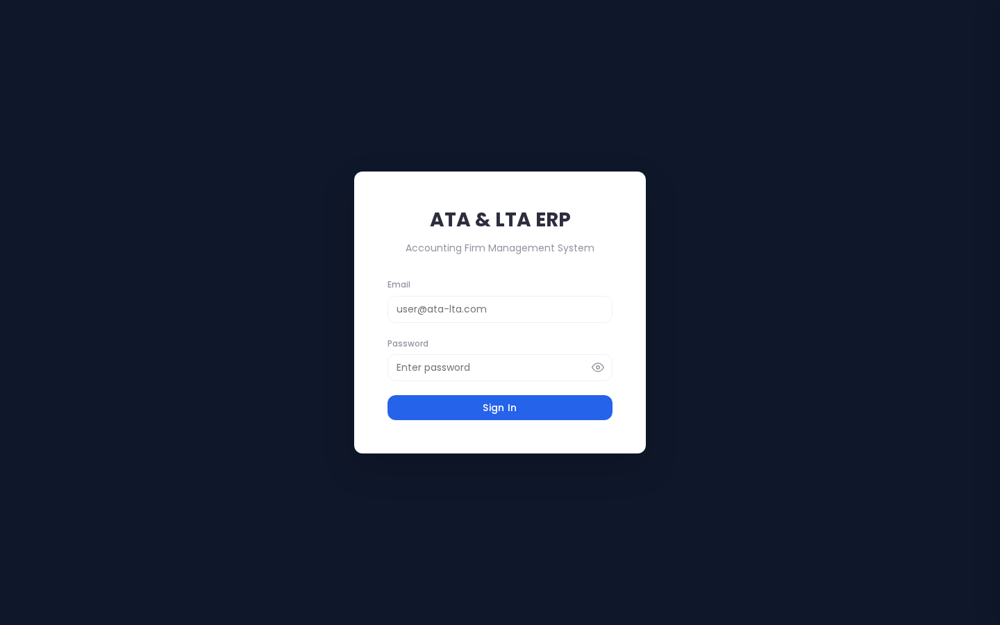 ATA & LTA ERP
Accounting Firm Management System
Email
user@ata-lta.com
Password
Enter password
Sign In